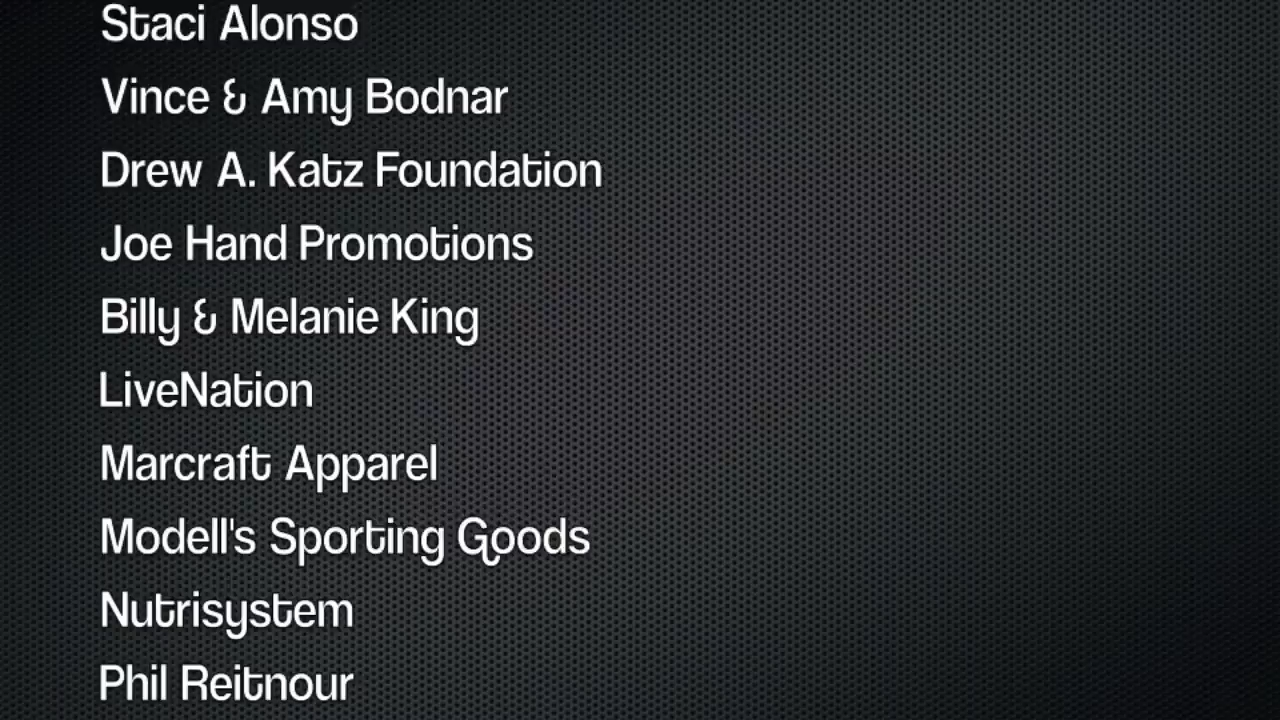 Staci Alonso
Vince & Amy Bodnar
Drew A. Katz Foundation
Joe Hand Promotions
Billy & Melanie King
LiveNation
Marcraft Apparel
Modell's Sporting Goods
Nutrisystem
Phil Reitnour